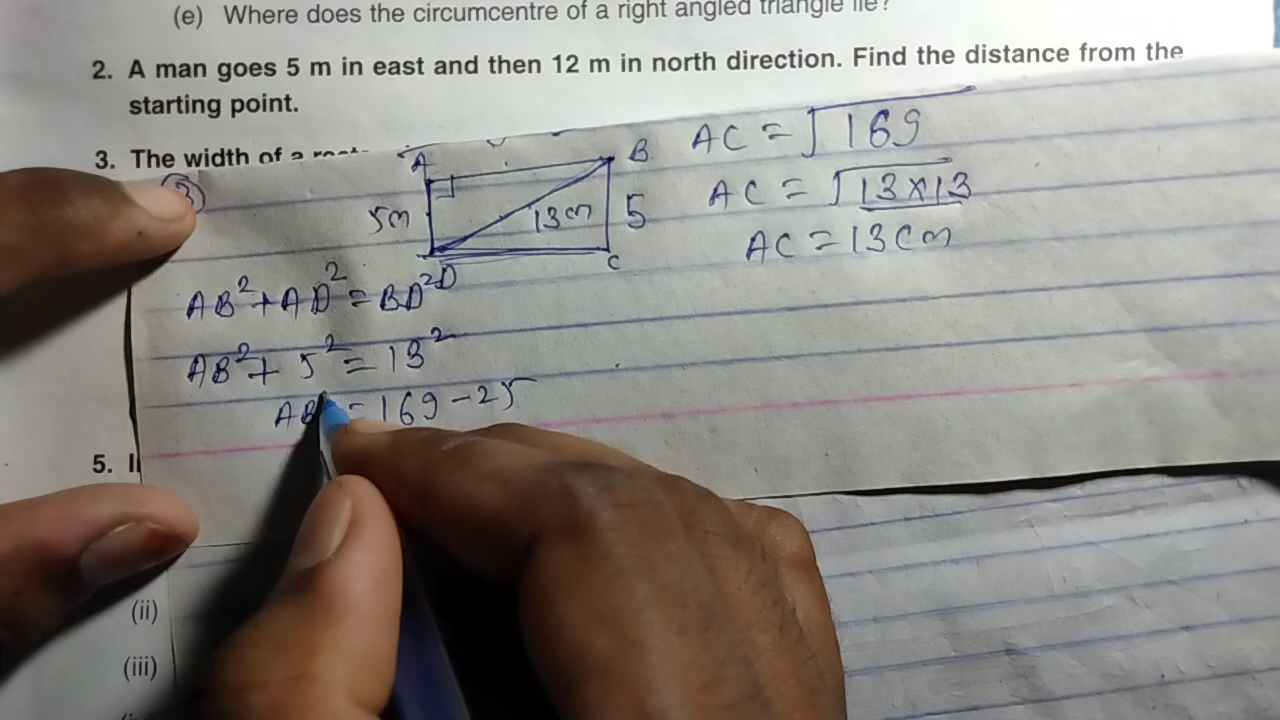 (e) Where does the circumcentre of a right angled triangle lie?
2. A man goes 5 m in east and then 12 m in north direction. Find the distance from the
starting point.
3. The width of a
AC = √169
AC = √13×13
AC = 13cm
3
A
B
5m
13cm
5
D
C
AB² + AD² = BD²
AB² + 5² = 13²
AB = 169 - 25
5.
(ii)
(iii)